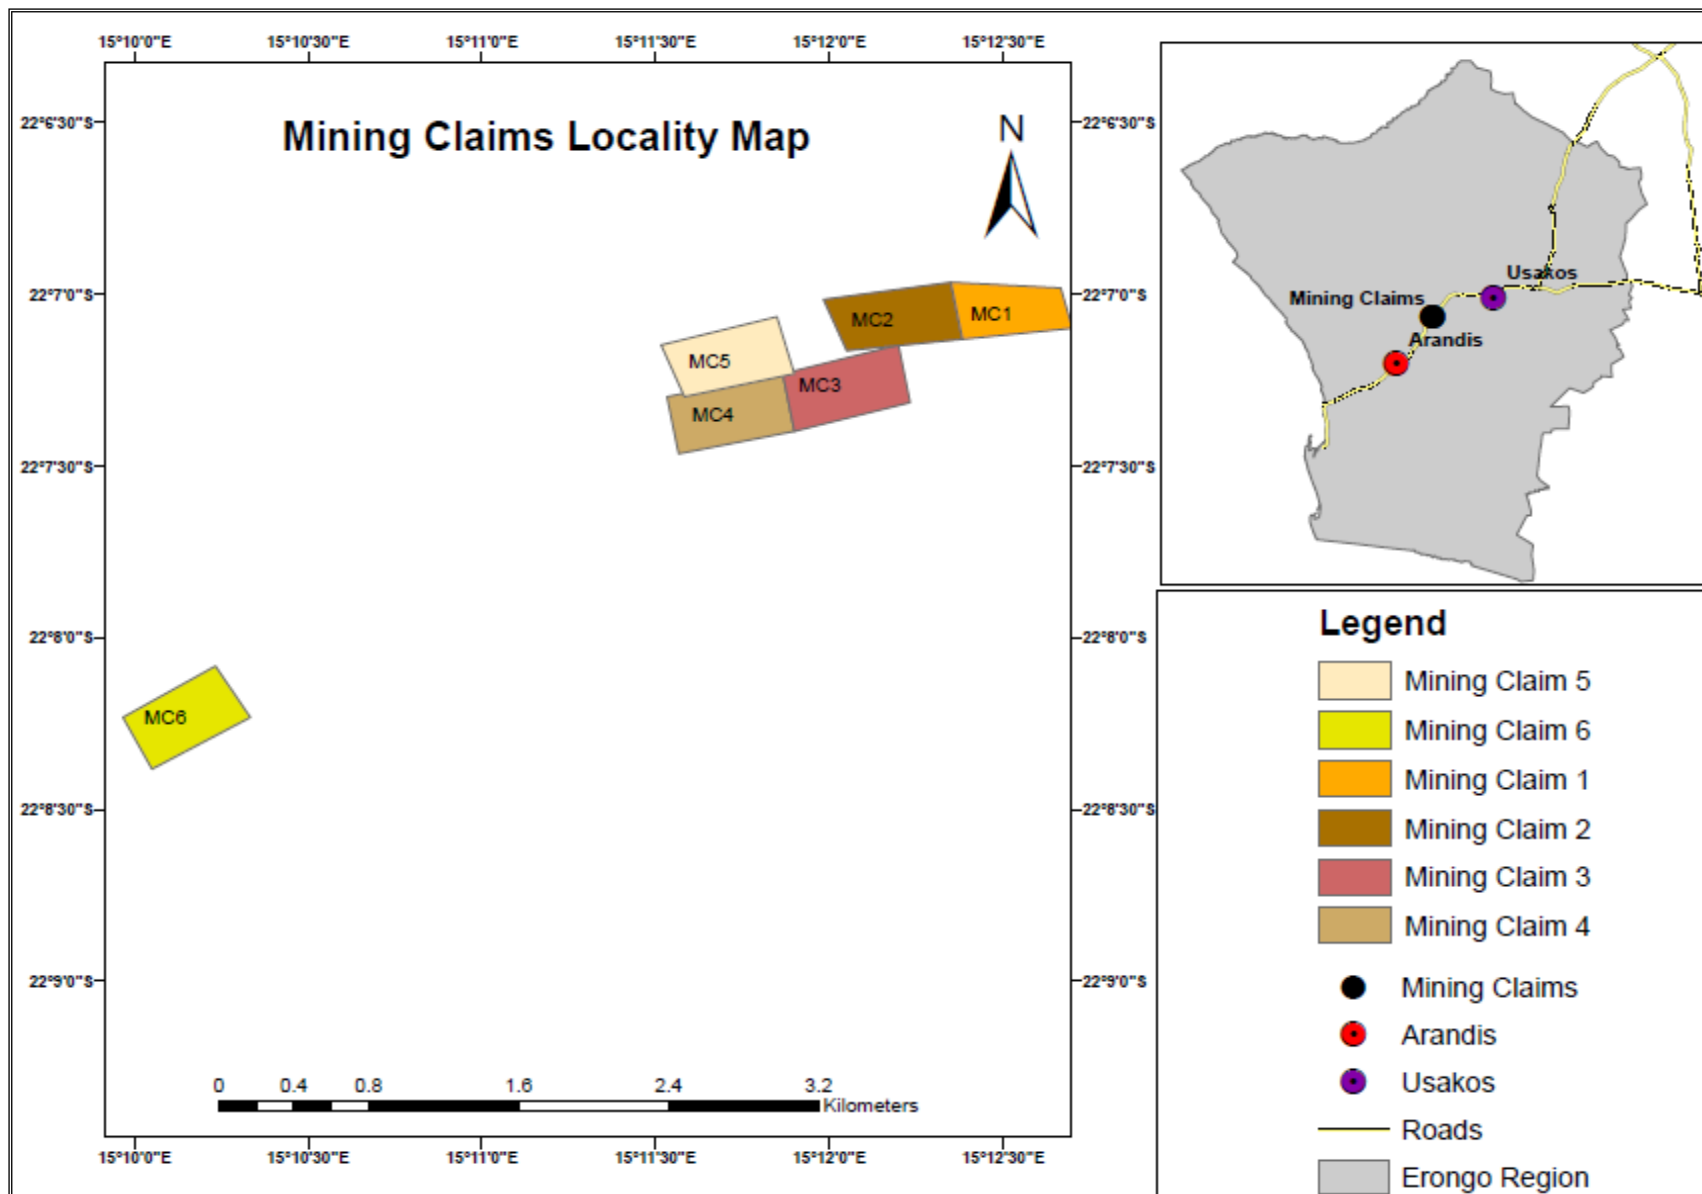 15°10'0"E 15°10'30"E 15°11'0"E 15°11'30"E 15°12'0"E 15°12'30"E
Mining Claims Locality Map
N
22°6'30"S 22°6'30"S
22°7'0"S 22°7'0"S
22°7'30"S 22°7'30"S
22°8'0"S 22°8'0"S
22°8'30"S 22°8'30"S
22°9'0"S 22°9'0"S
MC2
MC1
MC5
MC3
MC4
MC6
0 0.4 0.8 1.6 2.4 3.2
Kilometers
15°10'0"E 15°10'30"E 15°11'0"E 15°11'30"E 15°12'0"E 15°12'30"E
Usakos
Mining Claims
Arandis
Legend
Mining Claim 5
Mining Claim 6
Mining Claim 1
Mining Claim 2
Mining Claim 3
Mining Claim 4
Mining Claims
Arandis
Usakos
Roads
Erongo Region